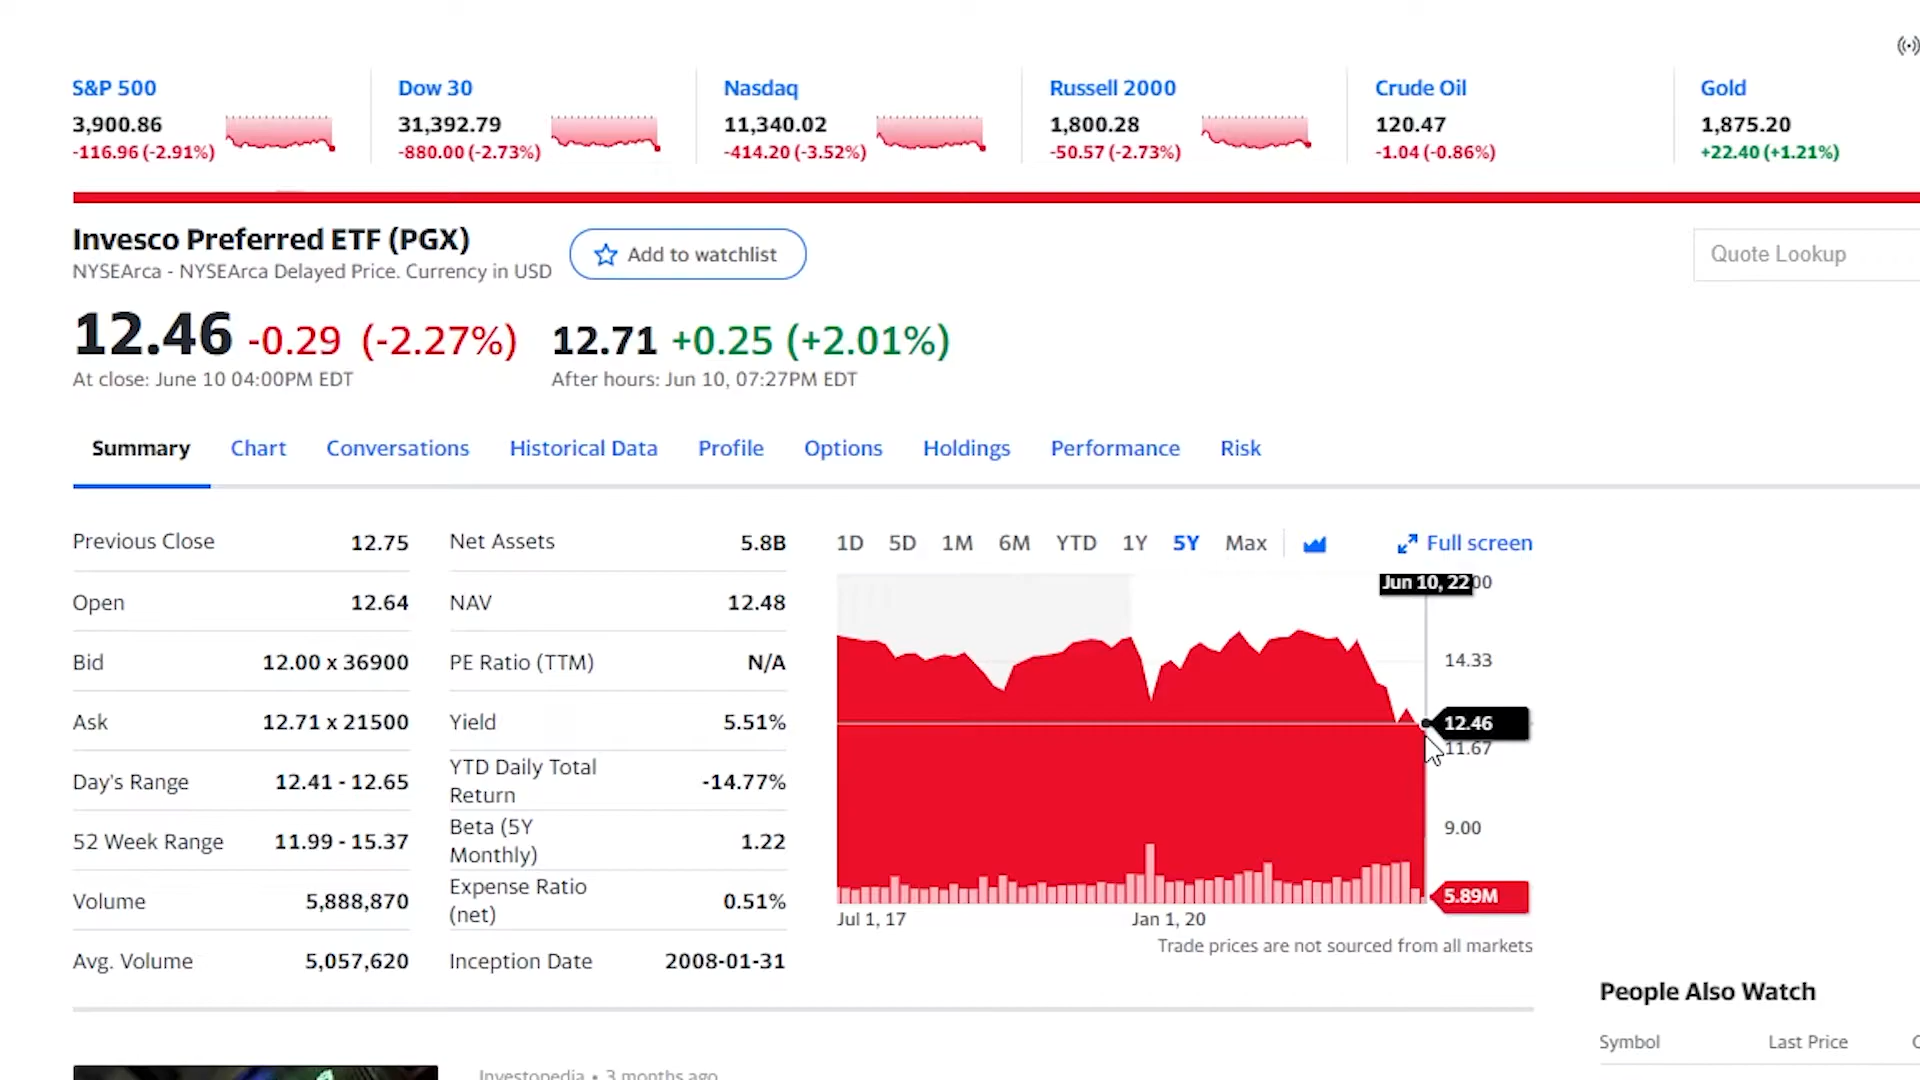 S&P 500
3,900.86
-116.96 (-2.91%)
Dow 30
31,392.79
-880.00 (-2.73%)
Nasdaq
11,340.02
-414.20 (-3.52%)
Russell 2000
1,800.28
-50.57 (-2.73%)
Crude Oil
120.47
-1.04 (-0.86%)
Gold
1,875.20
+22.40 (+1.21%)
Invesco Preferred ETF (PGX)
NYSEArca - NYSEArca Delayed Price. Currency in USD
Add to watchlist
Quote Lookup
12.46 -0.29 (-2.27%)
At close: June 10 04:00PM EDT
12.71 +0.25 (+2.01%)
After hours: Jun 10, 07:27PM EDT
Summary Chart Conversations Historical Data Profile Options Holdings Performance Risk
Previous Close 12.75
Open 12.64
Bid 12.00 x 36900
Ask 12.71 x 21500
Day's Range 12.41 - 12.65
52 Week Range 11.99 - 15.37
Volume 5,888,870
Avg. Volume 5,057,620
Net Assets 5.8B
NAV 12.48
PE Ratio (TTM) N/A
Yield 5.51%
YTD Daily Total
Return
-14.77%
Beta (5Y
Monthly)
1.22
Expense Ratio
(net)
0.51%
Inception Date 2008-01-31
1D 5D 1M 6M YTD 1Y 5Y Max Full screen
Jun 10, 22
00
14.33
12.46
11.67
9.00
5.89M
Jul 1, 17 Jan 1, 20
Trade prices are not sourced from all markets
People Also Watch
Symbol Last Price
Investopedia • 3 months ago